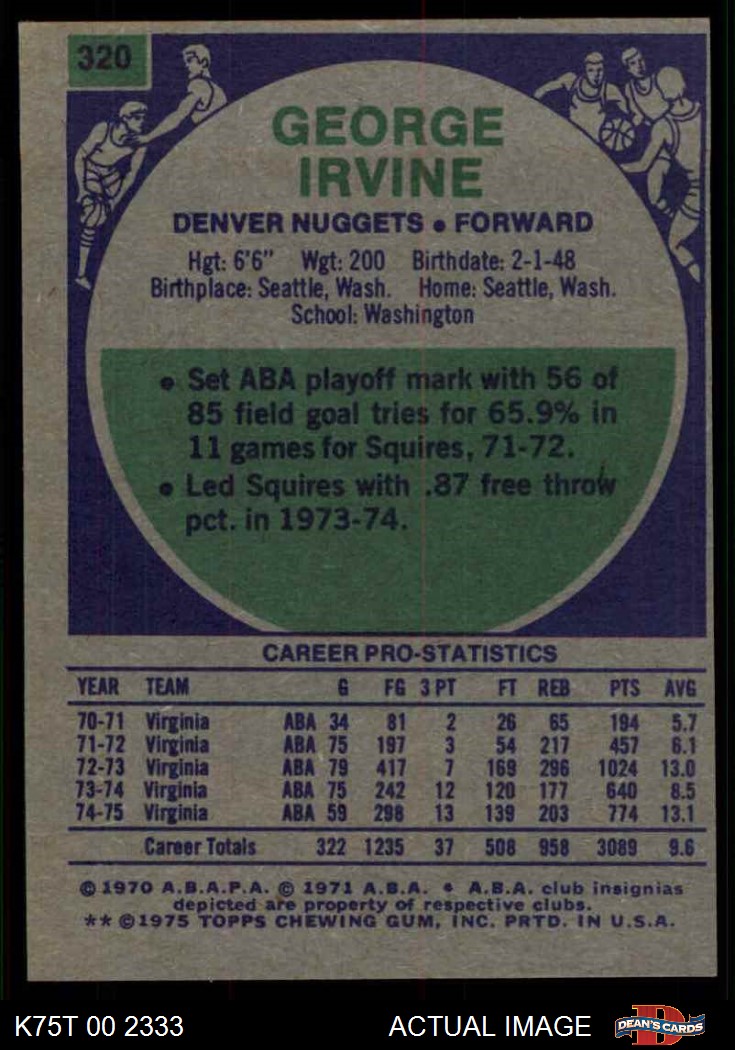 320
GEORGE
IRVINE
DENVER NUGGETS • FORWARD
Hgt: 6'6" Wgt: 200 Birthdate: 2-1-48
Birthplace: Seattle, Wash. Home: Seattle, Wash.
School: Washington
• Set ABA playoff mark with 56 of
85 field goal tries for 65.9% in
11 games for Squires, 71-72.
• Led Squires with .87 free throw
pct. in 1973-74.
CAREER PRO-STATISTICS
YEAR TEAM G FG 3 PT FT REB PTS AVG
70-71 Virginia ABA 34 81 2 26 65 194 5.7
71-72 Virginia ABA 75 197 3 54 217 457 6.1
72-73 Virginia ABA 79 417 7 169 296 1024 13.0
73-74 Virginia ABA 75 242 12 120 177 640 8.5
74-75 Virginia ABA 59 298 13 139 203 774 13.1
Career Totals 322 1235 37 508 958 3089 9.6
© 1970 A.B.A.P.A. © 1971 A.B.A. • A.B.A. club insignias
depicted are property of respective clubs.
** © 1975 TOPPS CHEWING GUM, INC. PRTD. IN U.S.A.
K75T 00 2333 ACTUAL IMAGE D DEAN'S CARDS